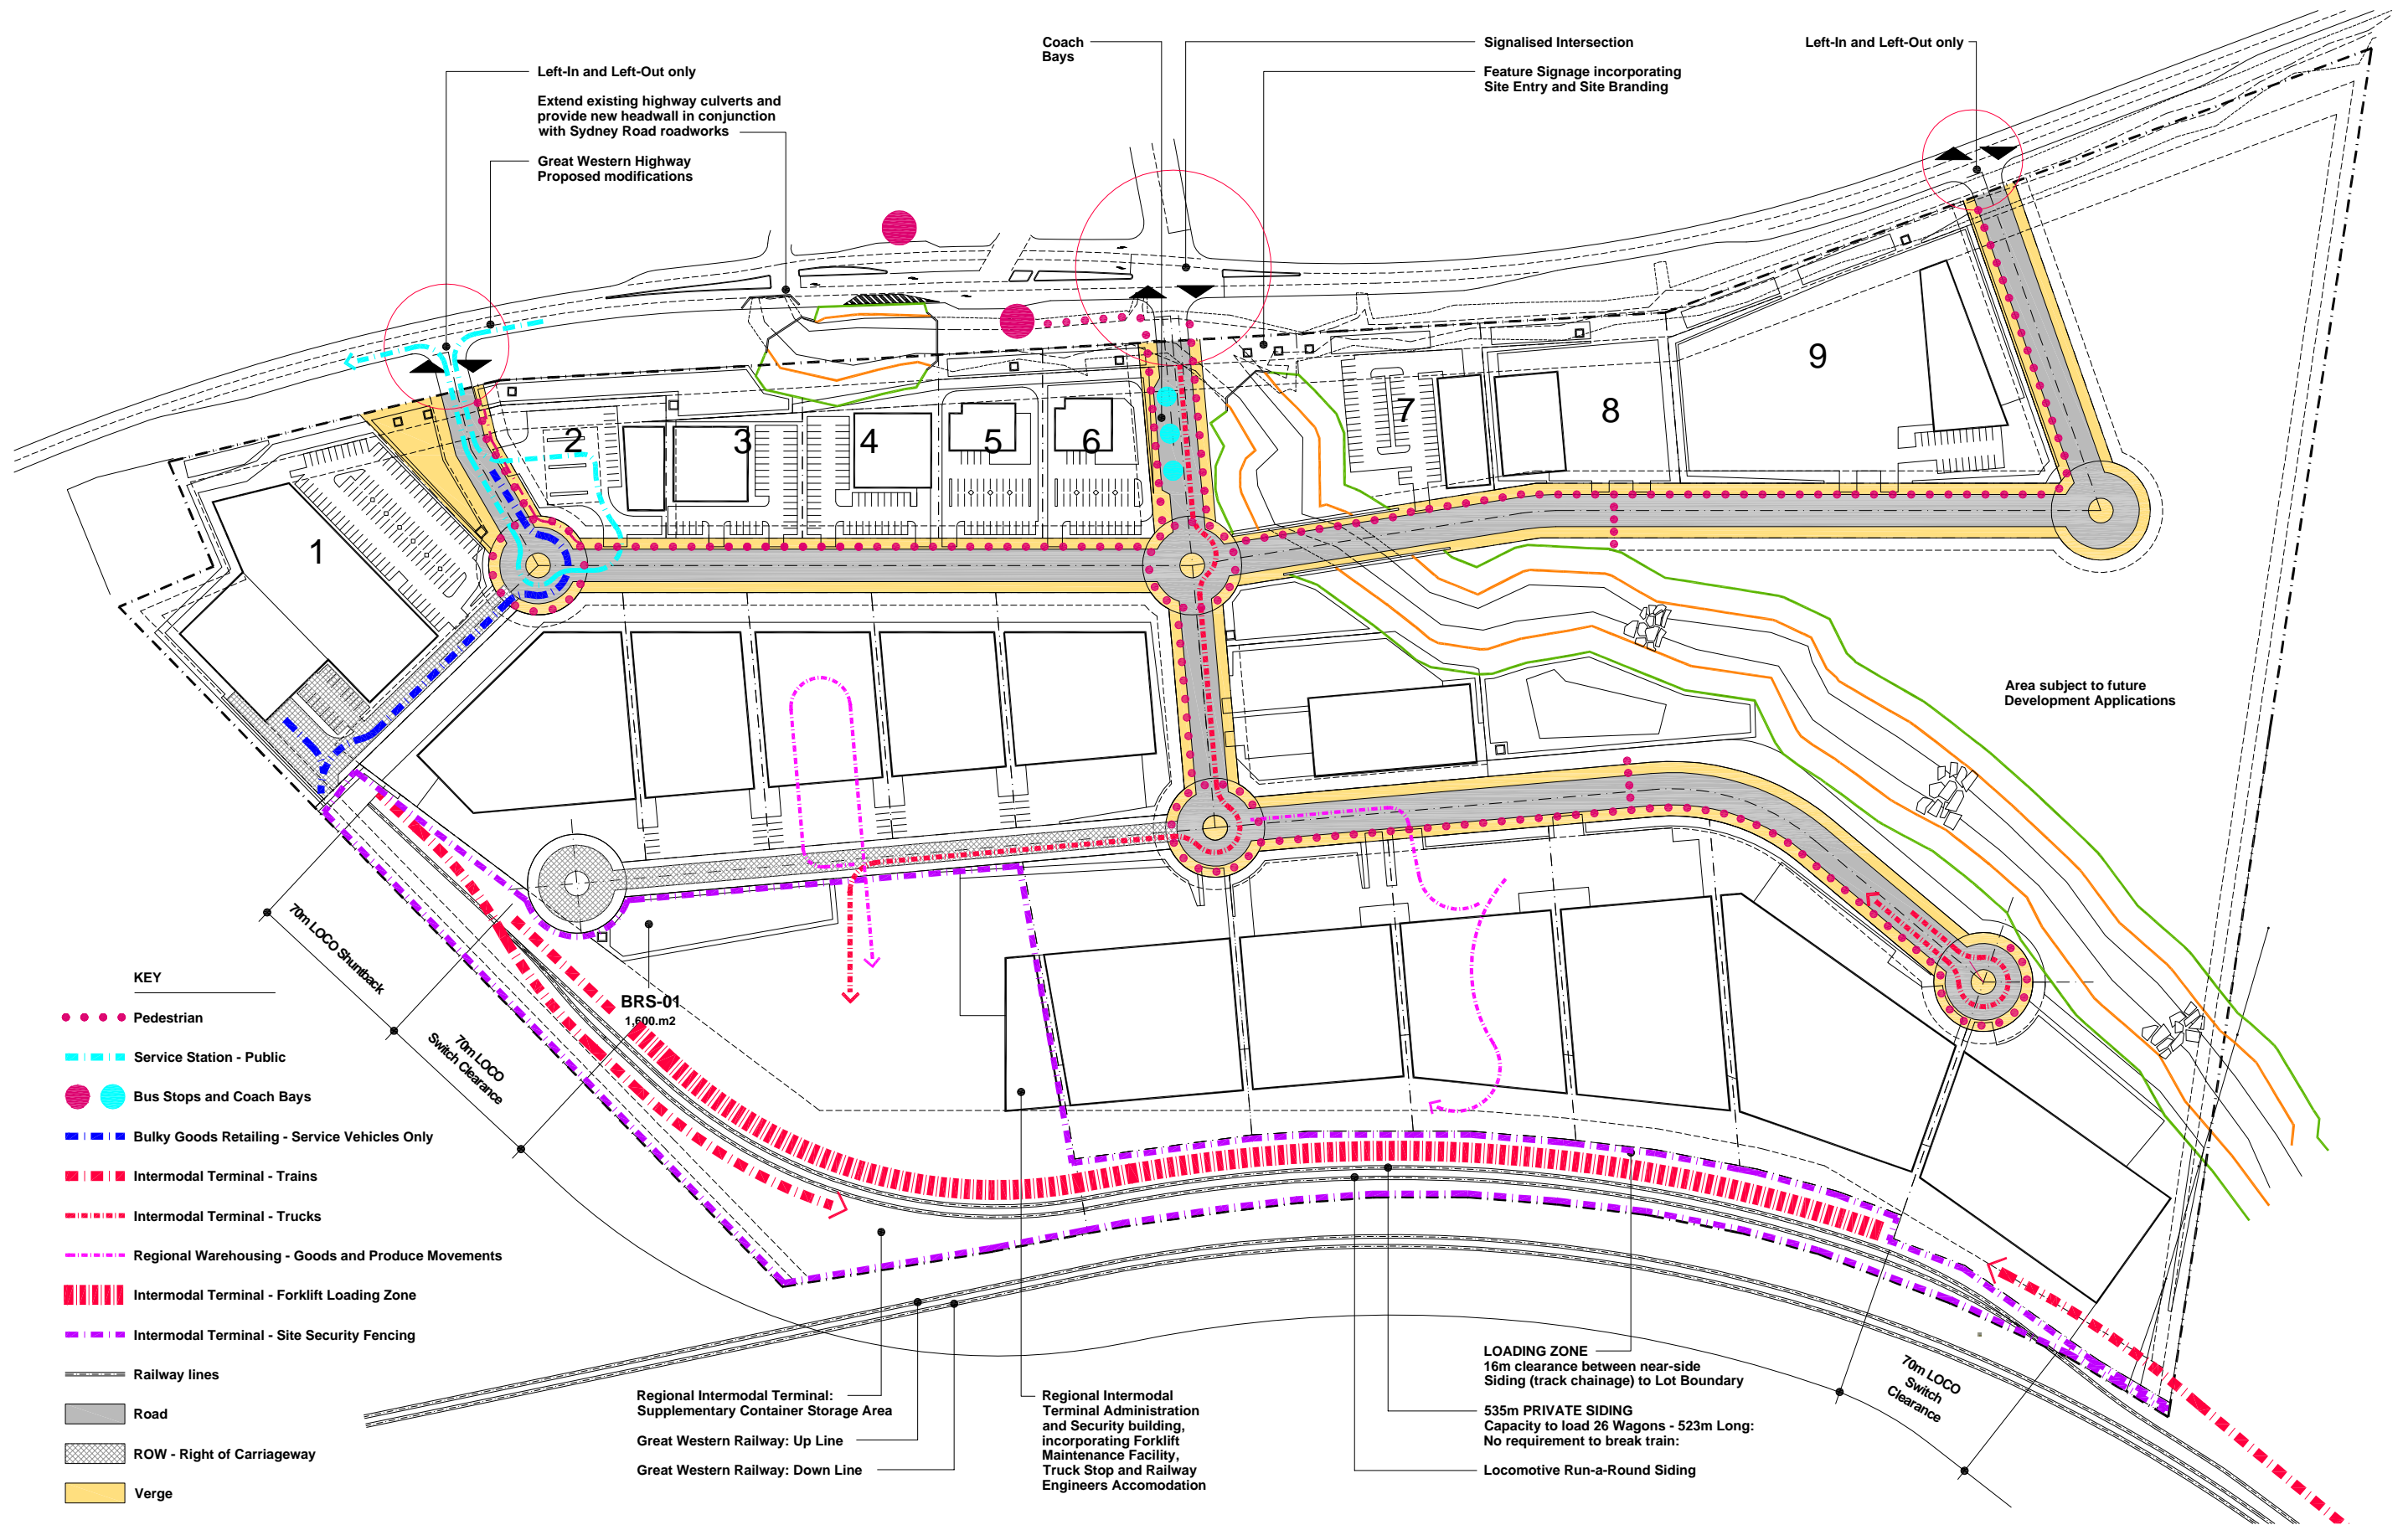 Left-In and Left-Out only
Extend existing highway culverts and
provide new headwall in conjunction
with Sydney Road roadworks
Great Western Highway
Proposed modifications
Coach
Bays
Signalised Intersection
Feature Signage incorporating
Site Entry and Site Branding
Left-In and Left-Out only
1
2
3
4
5
6
7
8
9
Area subject to future
Development Applications
70m LOCO Shuntback
70m LOCO
Switch Clearance
BRS-01
1,600.m2
KEY
Pedestrian
Service Station - Public
Bus Stops and Coach Bays
Bulky Goods Retailing - Service Vehicles Only
Intermodal Terminal - Trains
Intermodal Terminal - Trucks
Regional Warehousing - Goods and Produce Movements
Intermodal Terminal - Forklift Loading Zone
Intermodal Terminal - Site Security Fencing
Railway lines
Road
ROW - Right of Carriageway
Verge
Regional Intermodal Terminal:
Supplementary Container Storage Area
Great Western Railway: Up Line
Great Western Railway: Down Line
Regional Intermodal
Terminal Administration
and Security building,
incorporating Forklift
Maintenance Facility,
Truck Stop and Railway
Engineers Accomodation
LOADING ZONE
16m clearance between near-side
Siding (track chainage) to Lot Boundary
535m PRIVATE SIDING
Capacity to load 26 Wagons - 523m Long:
No requirement to break train:
Locomotive Run-a-Round Siding
70m LOCO
Switch
Clearance